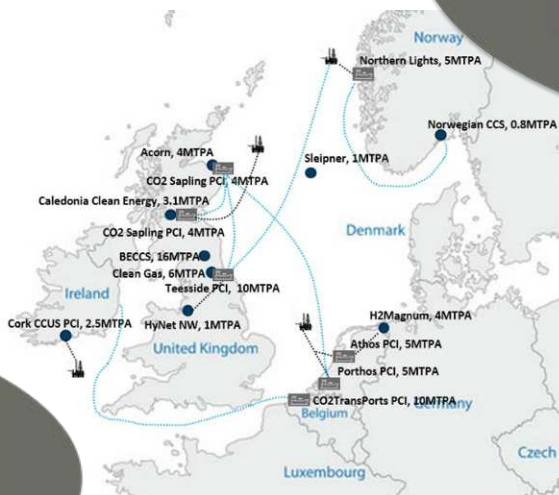 Norway
Northern Lights, 5MTPA
Norwegian CCS, 0.8MTPA
Acorn, 4MTPA
Sleipner, 1MTPA
CO2 Sapling PCI, 4MTPA
Caledonia Clean Energy, 3.1MTPA
CO2 Sapling PCI, 4MTPA
Denmark
BECCS, 16MTPA
Clean Gas, 6MTPA
Teesside PCI, 10MTPA
Ireland
H2Magnum, 4MTPA
Cork CCUS PCI, 2.5MTPA
HyNet NW, 1MTPA
Athos PCI, 5MTPA
United Kingdom
Porthos PCI, 5MTPA
CO2TransPorts PCI, 10MTPA
Germany
Belgium
Czech
Luxembourg